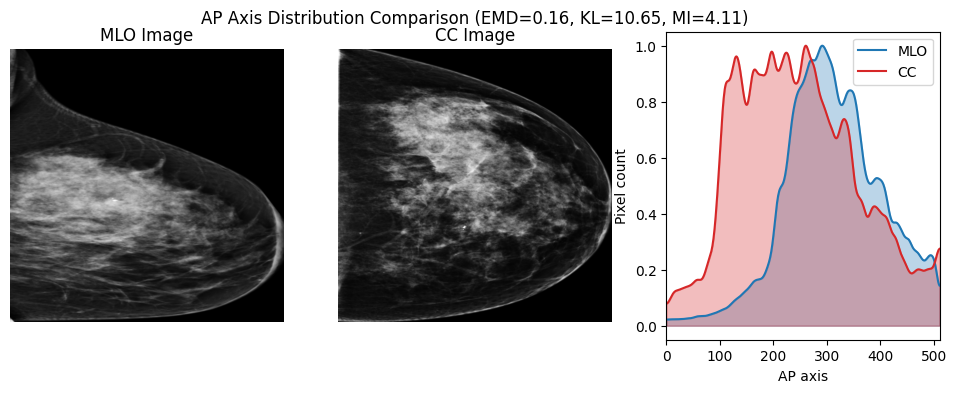 AP Axis Distribution Comparison (EMD=0.16, KL=10.65, MI=4.11)
MLO Image
CC Image
MLO
CC
Pixel count
1.0
0.8
0.6
0.4
0.2
0.0
0 100 200 300 400 500
AP axis